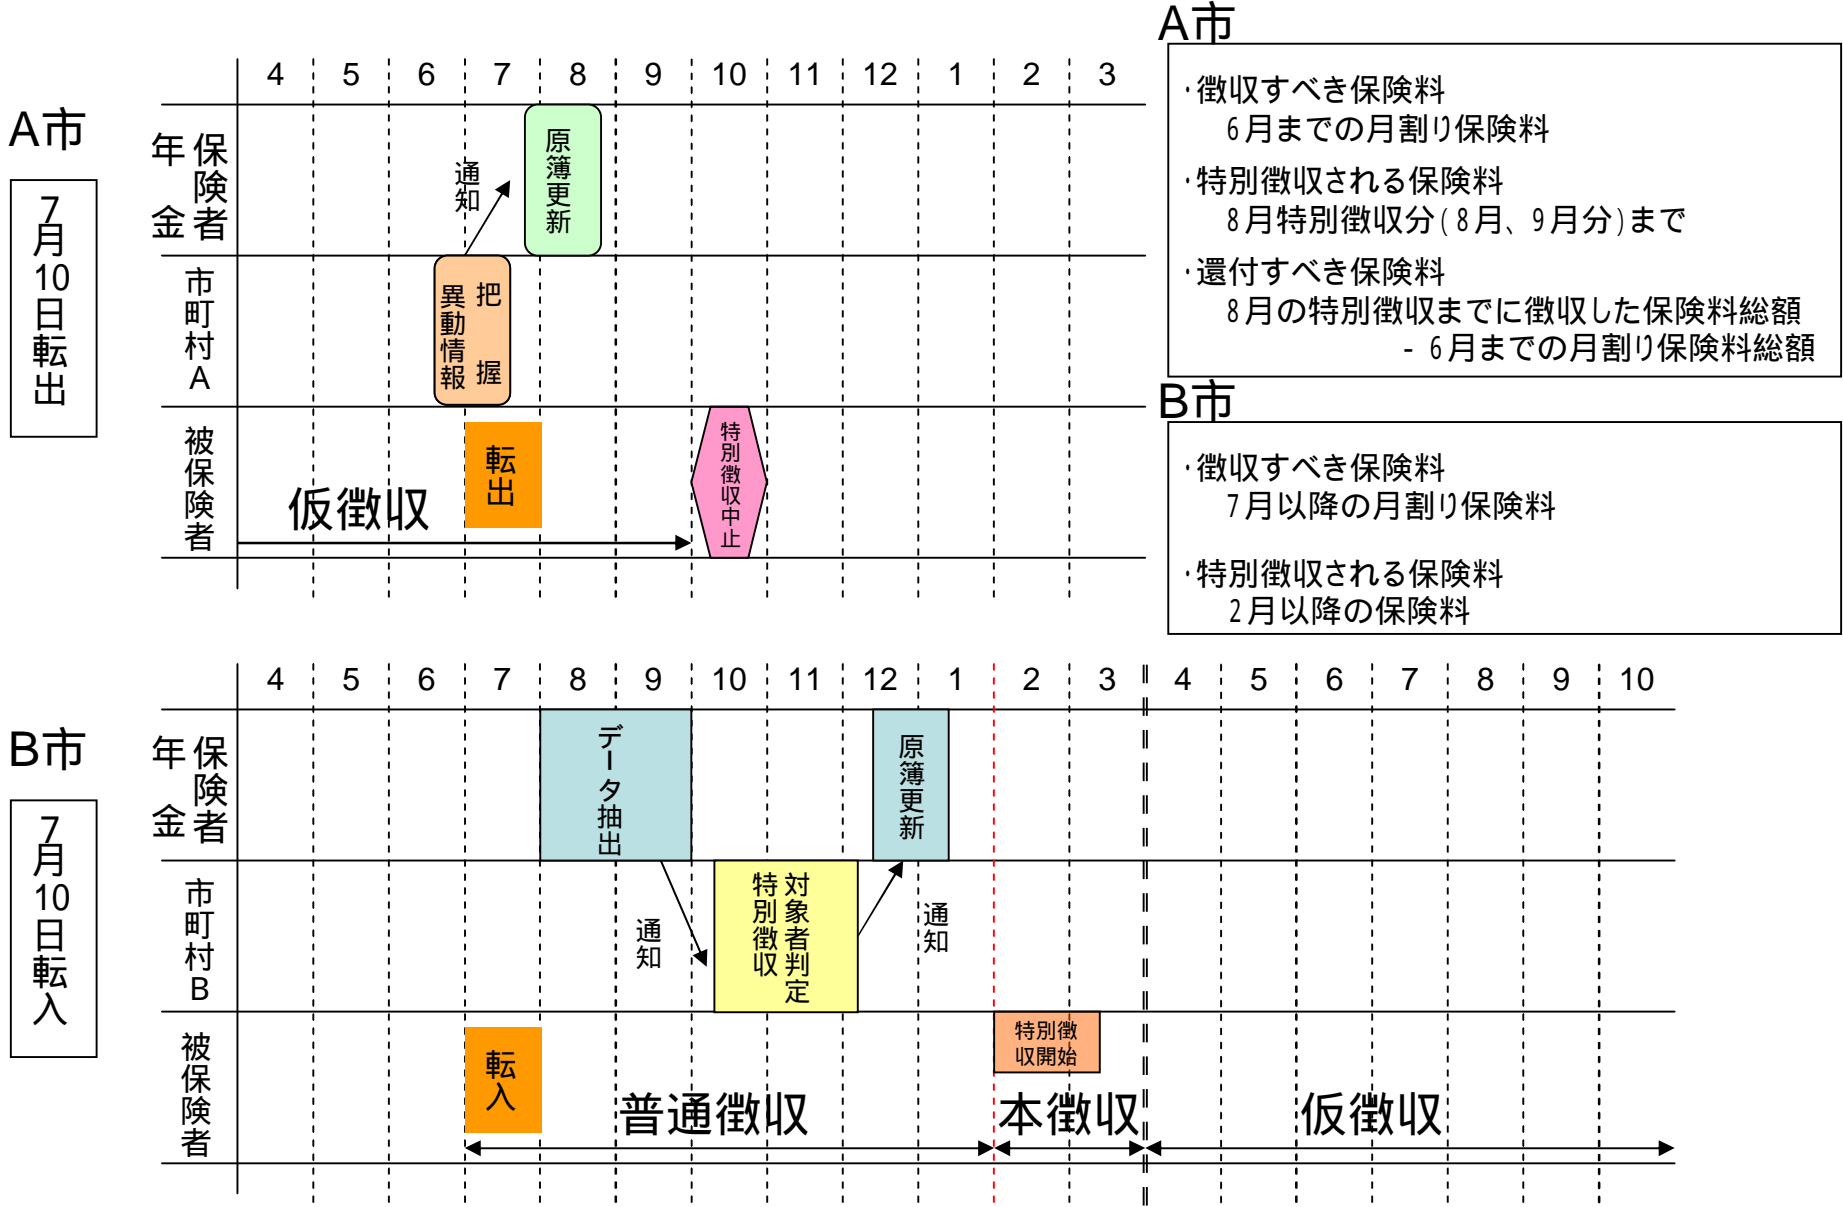 A市
・徴収すべき保険料
6月までの月割り保険料
・特別徴収される保険料
8月特別徴収分(8月、9月分)まで
・還付すべき保険料
8月の特別徴収までに徴収した保険料総額
- 6月までの月割り保険料総額
B市
・徴収すべき保険料
7月以降の月割り保険料
・特別徴収される保険料
2月以降の保険料
A市
7月10日転出
4 5 6 7 8 9 10 11 12 1 2 3
年金
保険者
通知
原簿更新
市町村A
異動情報
把握
被保険者
仮徴収
転出
特別徴収中止
B市
7月10日転入
4 5 6 7 8 9 10 11 12 1 2 3 4 5 6 7 8 9 10
年金
保険者
データ抽出
原簿更新
市町村B
通知
特別徴収
対象者判定
通知
被保険者
転入
特別徴
収開始
普通徴収
本徴収
仮徴収